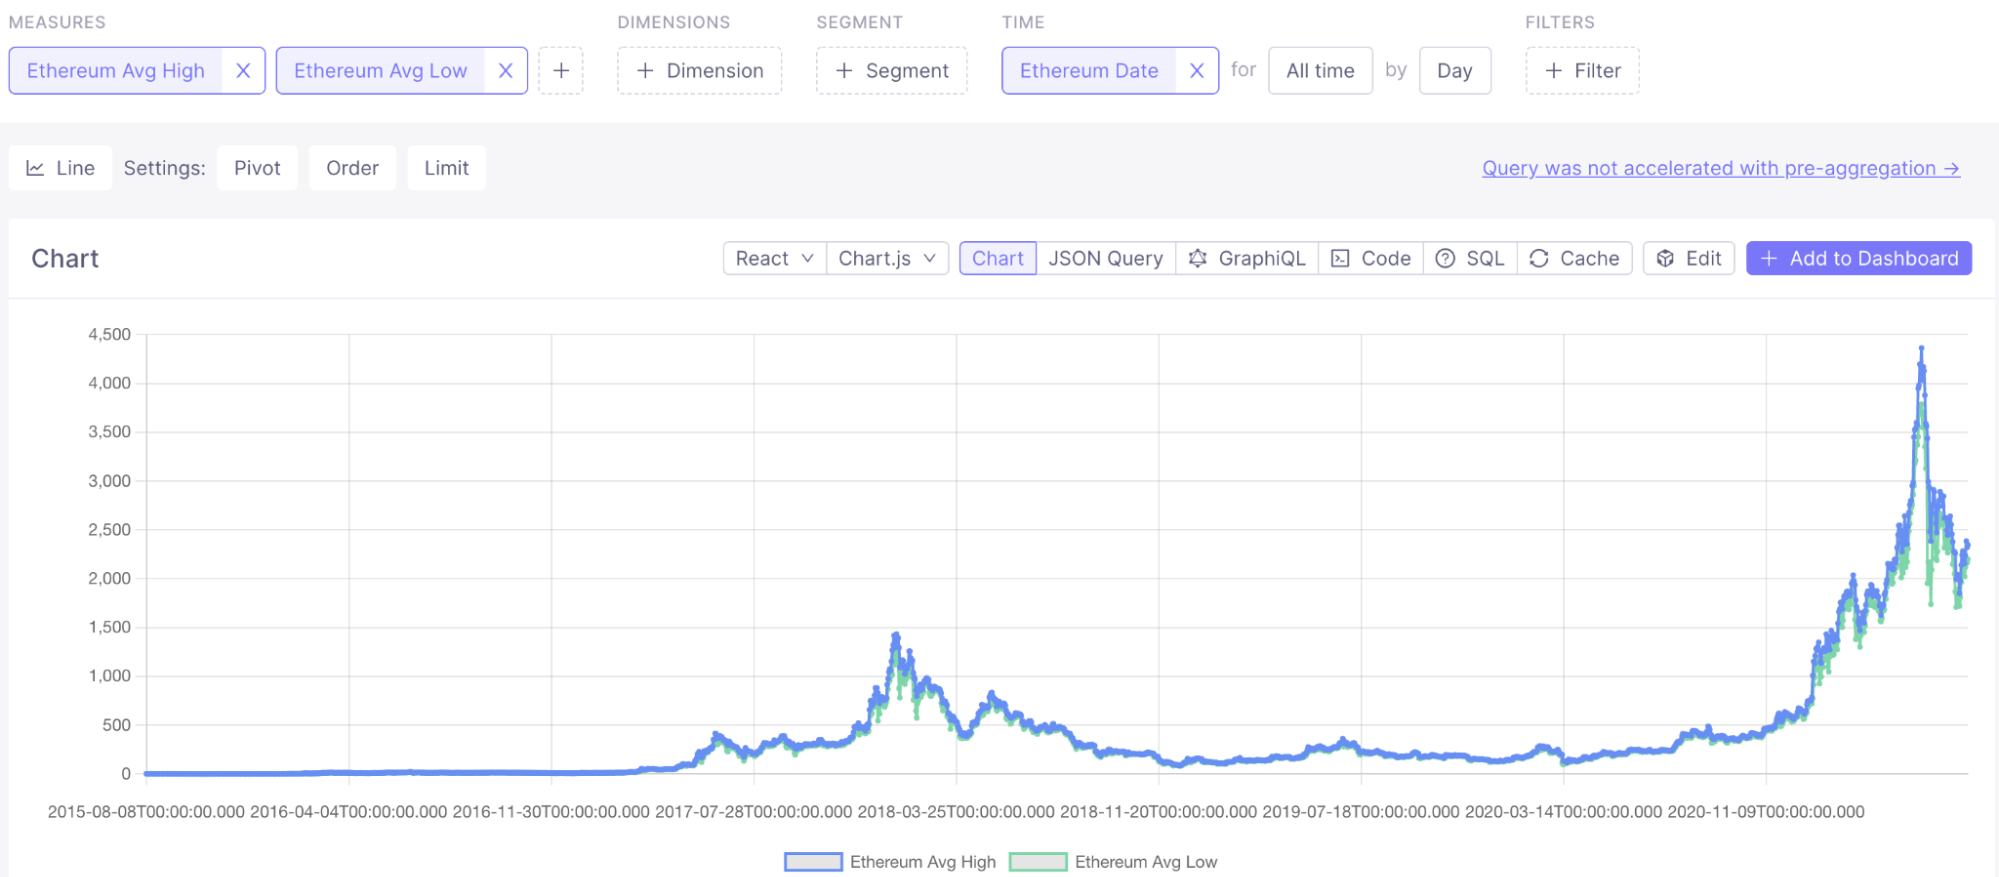 MEASURES DIMENSIONS SEGMENT TIME FILTERS
Ethereum Avg High X Ethereum Avg Low X + + Dimension + Segment Ethereum Date X for All time by Day + Filter
Line Settings: Pivot Order Limit Query was not accelerated with pre-aggregation →
Chart React Chart.js Chart JSON Query GraphiQL Code SQL Cache Edit + Add to Dashboard
4,500
4,000
3,500
3,000
2,500
2,000
1,500
1,000
500
0
2015-08-08T00:00:00.000 2016-04-04T00:00:00.000 2016-11-30T00:00:00.000 2017-07-28T00:00:00.000 2018-03-25T00:00:00.000 2018-11-20T00:00:00.000 2019-07-18T00:00:00.000 2020-03-14T00:00:00.000 2020-11-09T00:00:00.000
Ethereum Avg High Ethereum Avg Low